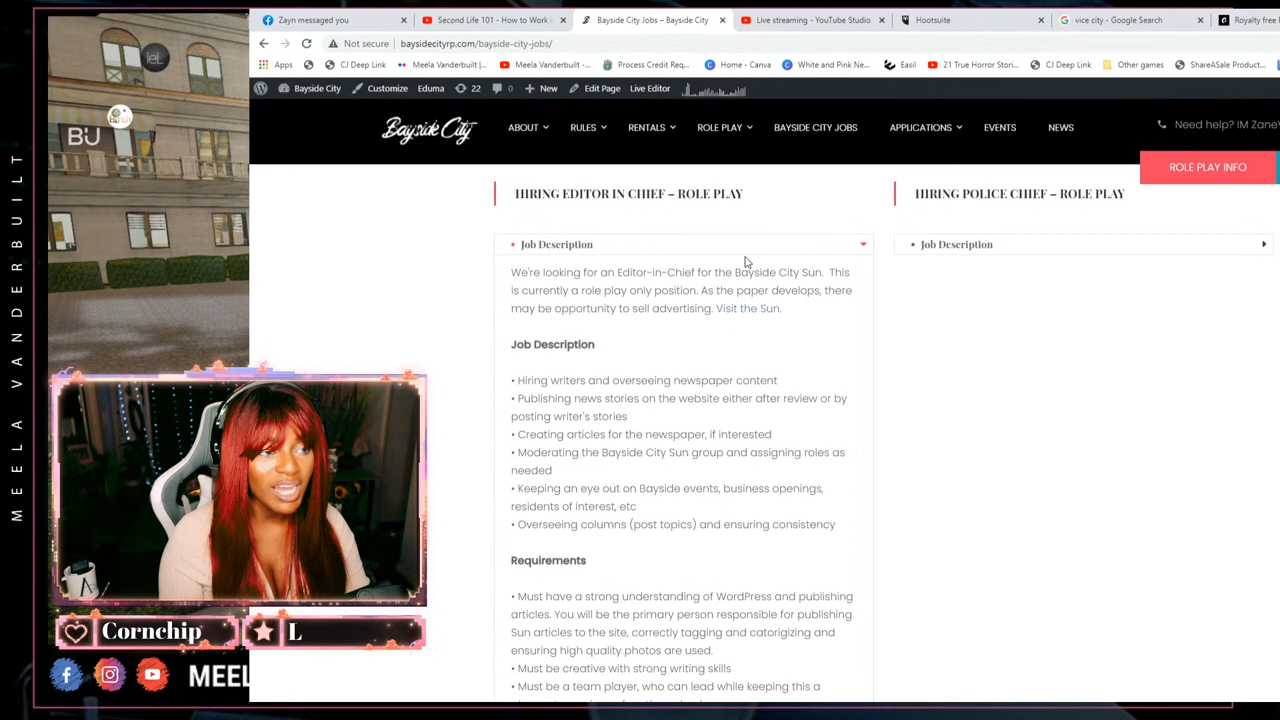 Zayn messaged you
Second Life 101 - How to Work i
Bayside City Jobs – Bayside City
Live streaming - YouTube Studio
Hootsuite
vice city - Google Search
Royalty free
Not secure
baysidecityrp.com/bayside-city-jobs/
Apps
CJ Deep Link
Meela Vanderbuilt |...
Meela Vanderbuilt -...
Process Credit Req...
Home - Canva
White and Pink Ne...
Easil
21 True Horror Stori...
CJ Deep Link
Other games
ShareASale Product...
Bayside City
Customize
Eduma
22
0
New
Edit Page
Live Editor
Bayside City
ABOUT
RULES
RENTALS
ROLE PLAY
BAYSIDE CITY JOBS
APPLICATIONS
EVENTS
NEWS
Need help? IM Zane
ROLE PLAY INFO
HIRING EDITOR IN CHIEF – ROLE PLAY
Job Description
We're looking for an Editor-in-Chief for the Bayside City Sun. This
is currently a role play only position. As the paper develops, there
may be opportunity to sell advertising. Visit the Sun.
Job Description
• Hiring writers and overseeing newspaper content
• Publishing news stories on the website either after review or by
posting writer's stories
• Creating articles for the newspaper, if interested
• Moderating the Bayside City Sun group and assigning roles as
needed
• Keeping an eye out on Bayside events, business openings,
residents of interest, etc
• Overseeing columns (post topics) and ensuring consistency
Requirements
• Must have a strong understanding of WordPress and publishing
articles. You will be the primary person responsible for publishing
Sun articles to the site, correctly tagging and catorigizing and
ensuring high quality photos are used.
• Must be creative with strong writing skills
• Must be a team player, who can lead while keeping this a
HIRING POLICE CHIEF – ROLE PLAY
Job Description
MEELA VANDERBUILT
leL
BU
Cornchip
L
MEEL